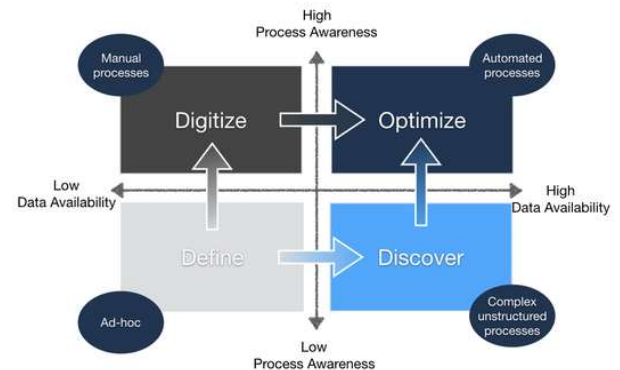 High
Process Awareness
Manual
processes
Automated
processes
Digitize
Optimize
Low
Data Availability
High
Data Availability
Define
Discover
Ad-hoc
Complex
unstructured
processes
Low
Process Awareness